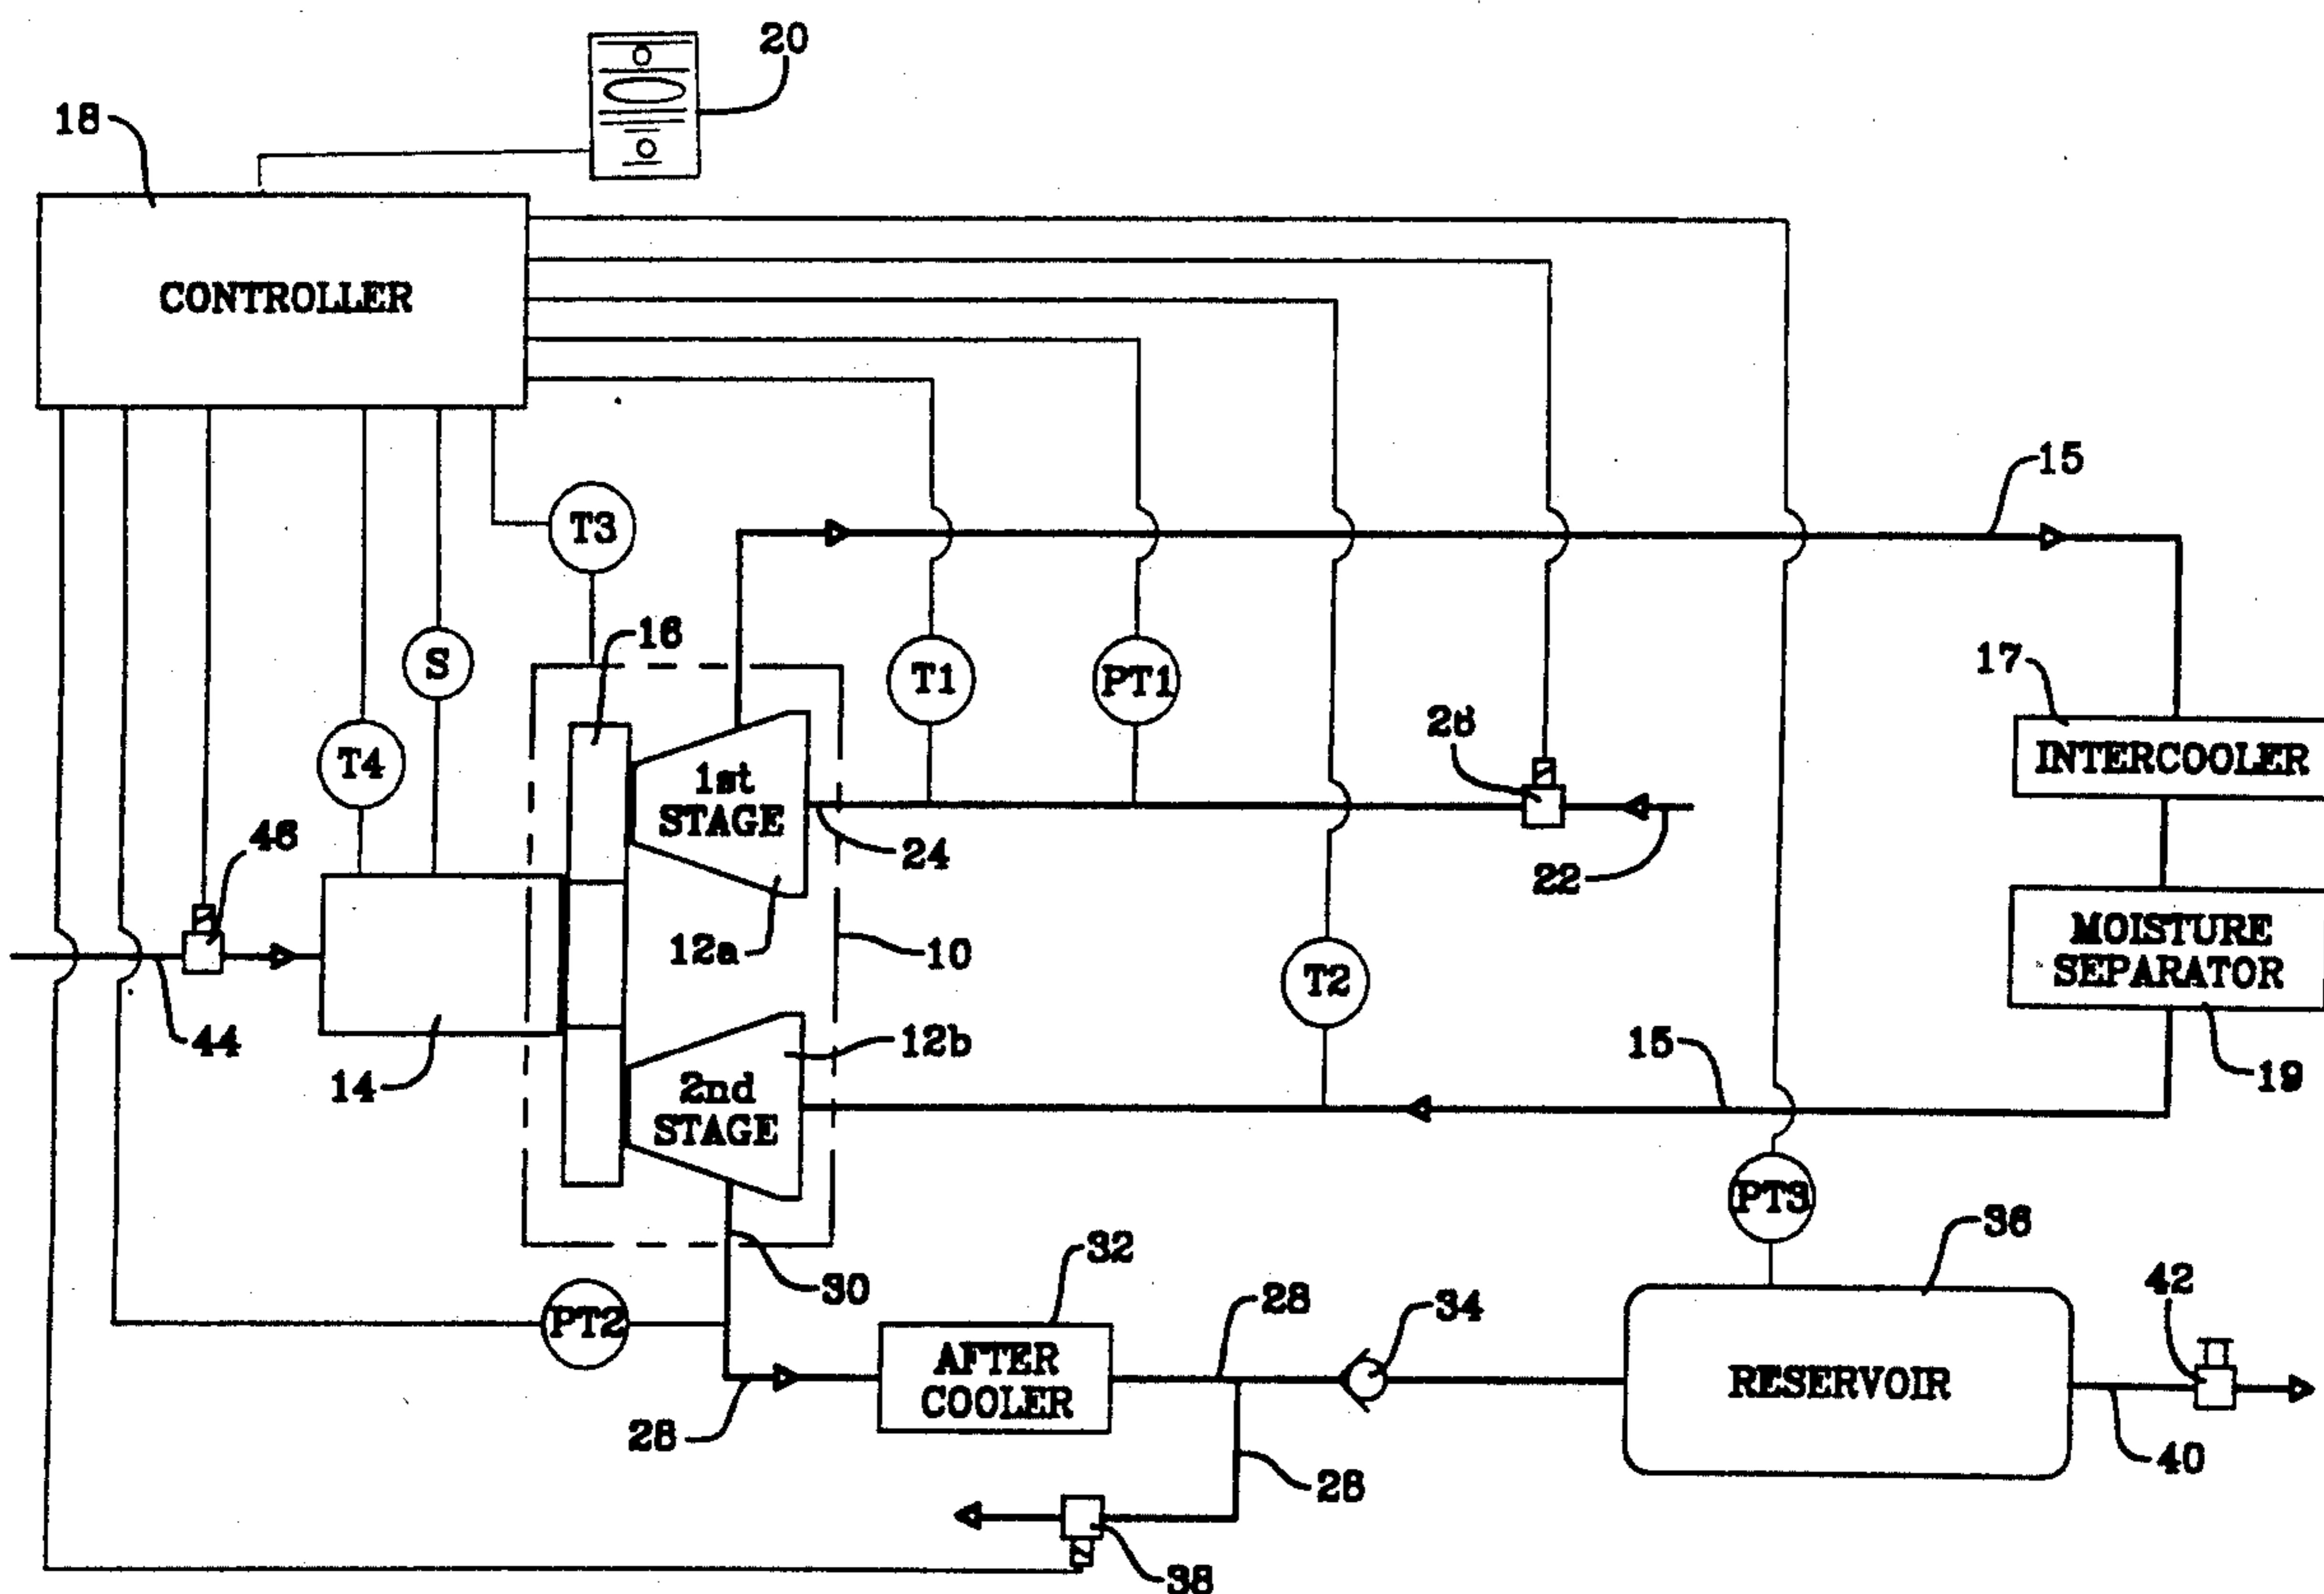 20
18
CONTROLLER
15
T3
16
S
T1
PT1
17
26
INTERCOOLER
T4
1st
STAGE
46
24
22
MOISTURE
SEPARATOR
12a
10
T2
44
14
12b
15
19
2nd
STAGE
PT3
36
32
30
42
PT2
28
34
AFTER
COOLER
RESERVOIR
28
28
40
38